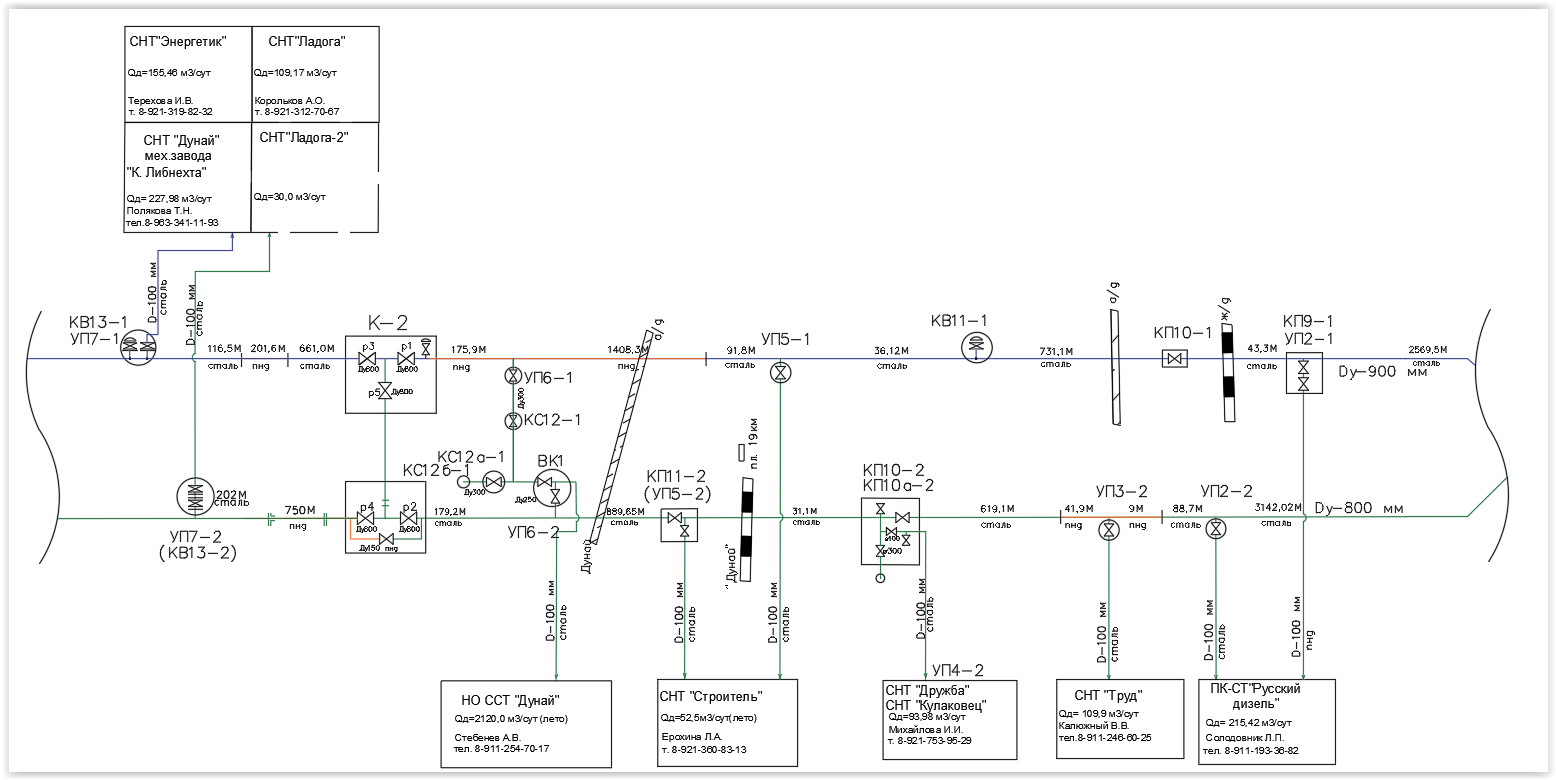 СНТ"Энергетик"
Qд=155,46 м3/сут
Терехова И.В.
т. 8-921-319-82-32
СНТ"Ладога"
Qд=109,17 м3/сут
Корольков А.О.
т. 8-921-312-70-67
СНТ "Дунай"
мех.завода
"К. Либнехта"
Qд= 227,98 м3/сут
Полякова Т.Н.
тел.8-963-341-11-93
СНТ"Ладога-2"
Qд=30,0 м3/сут
D-100 мм
сталь
D-100 мм
сталь
КВ13-1
УП7-1
116,5М
сталь
201,6М
пнд
661,0М
сталь
К-2
р3
Ду600
р1
Ду800
р5
Ду600
175,9М
пнд
УП6-1
Ду300
КС12-1
1408,3М
пнд
а/д
91,8М
сталь
УП5-1
36,12М
сталь
КВ11-1
731,1М
сталь
а/д
КП10-1
ж/д
43,3М
сталь
КП9-1
УП2-1
Dу-900 мм
2569,5М
сталь
202М
сталь
УП7-2
(КВ13-2)
750М
пнд
р4
Ду600
р2
Ду600
Ду150 пнд
179,2М
сталь
КС12а-1
КС12б-1
Ду300
ВК1
Ду250
УП6-2
889,65М
сталь
Дунай
КП11-2
(УП5-2)
пл. 19км
"Дунай"
31,1М
сталь
КП10-2
КП10а-2
ø100
ø300
619,1М
сталь
41,9М
пнд
УП3-2
9М
пнд
88,7М
сталь
УП2-2
3142,02М
сталь
Dу-800 мм
D-100 мм
сталь
D-100 мм
сталь
D-100 мм
сталь
D-100 мм
сталь
D-100 мм
сталь
D-100 мм
сталь
D-100 мм
пнд
НО ССТ "Дунай"
Qд=2120,0 м3/сут (лето)
Стебенев А.В.
тел. 8-911-254-70-17
СНТ "Строитель"
Qд=52,5м3/сут(лето)
Ерохина Л.А.
т. 8-921-360-83-13
УП4-2
СНТ "Дружба"
СНТ "Кулаковец"
Qд=93,98 м3/сут
Михайлова И.И.
т. 8-921-753-95-29
СНТ "Труд"
Qд= 109,9 м3/сут
Калюжный В.В.
тел.8-911-246-60-25
ПК-СТ"Русский
дизель"
Qд= 215,42 м3/сут
Солодовник Л.П.
тел. 8-911-193-36-82